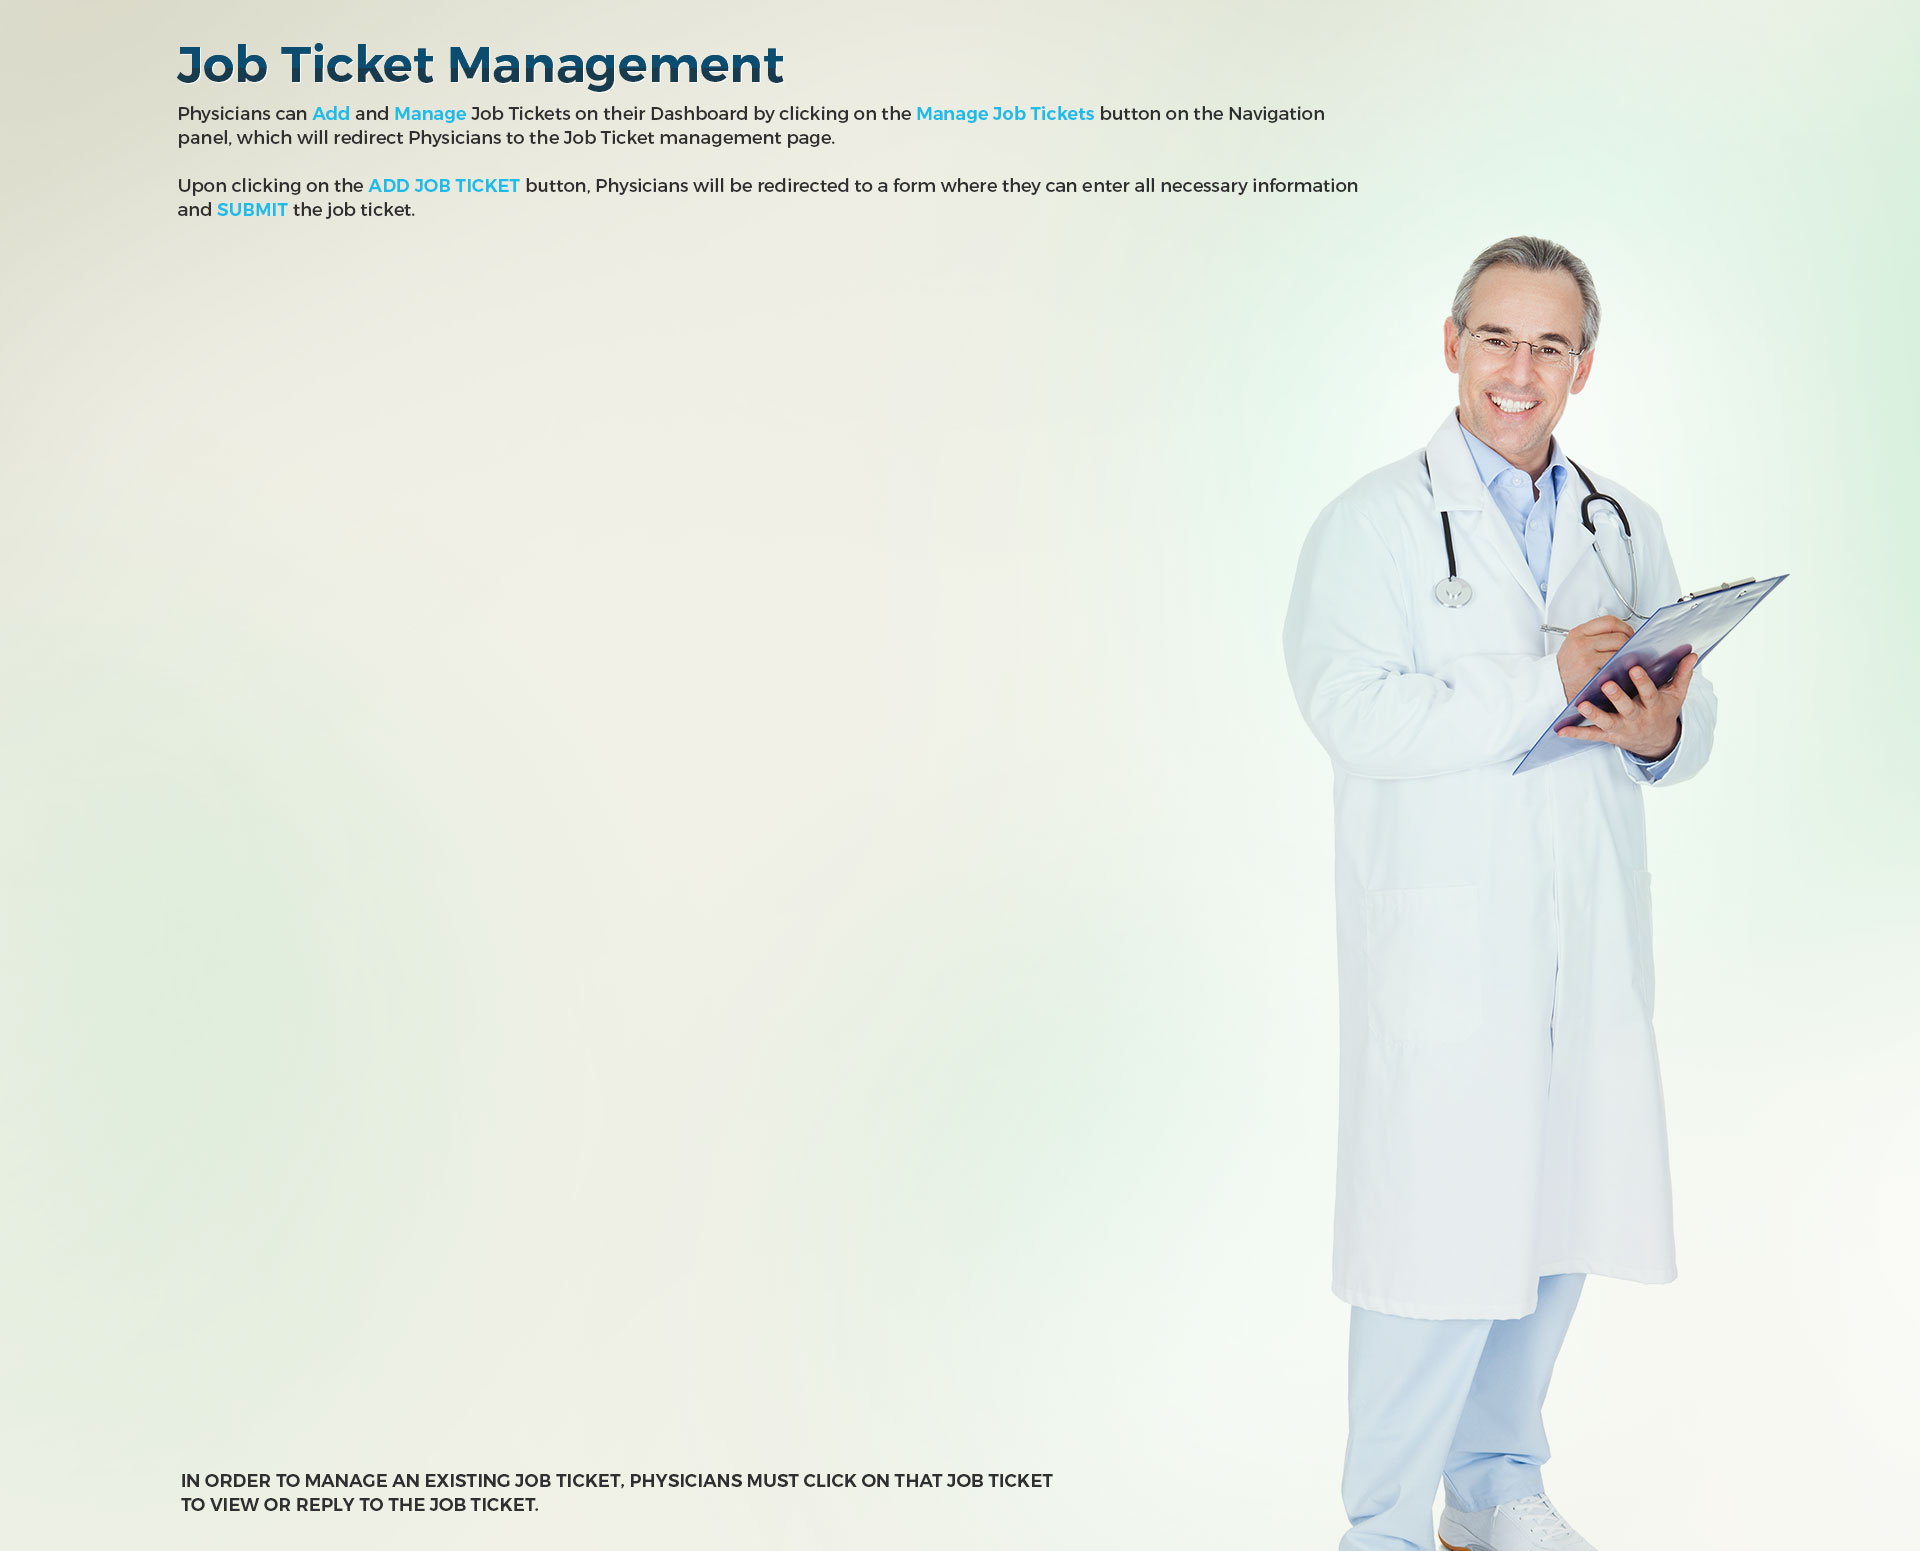 Job Ticket Management
Physicians can Add and Manage Job Tickets on their Dashboard by clicking on the Manage Job Tickets button on the Navigation
panel, which will redirect Physicians to the Job Ticket management page.
Upon clicking on the ADD JOB TICKET button, Physicians will be redirected to a form where they can enter all necessary information
and SUBMIT the job ticket.
IN ORDER TO MANAGE AN EXISTING JOB TICKET, PHYSICIANS MUST CLICK ON THAT JOB TICKET
TO VIEW OR REPLY TO THE JOB TICKET.